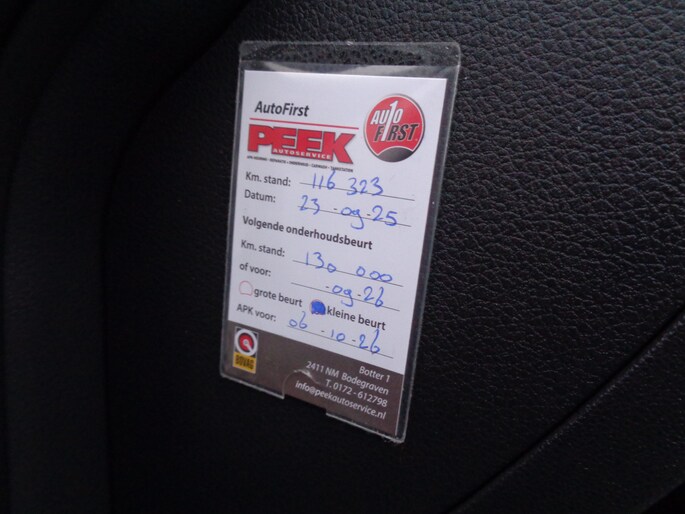 AutoFirst
AUTO FIRST
PEEK
AUTOSERVICE
Km. stand: 116 323
Datum: 23 -09-25
Volgende onderhoudsbeurt
Km. stand: 130 000
of voor: -09-26
grote beurt kleine beurt
APK voor: 06 -10-26
BOVAG
Botter 1
2411 NM Bodegraven
T. 0172 - 612798
info@peekautoservice.nl